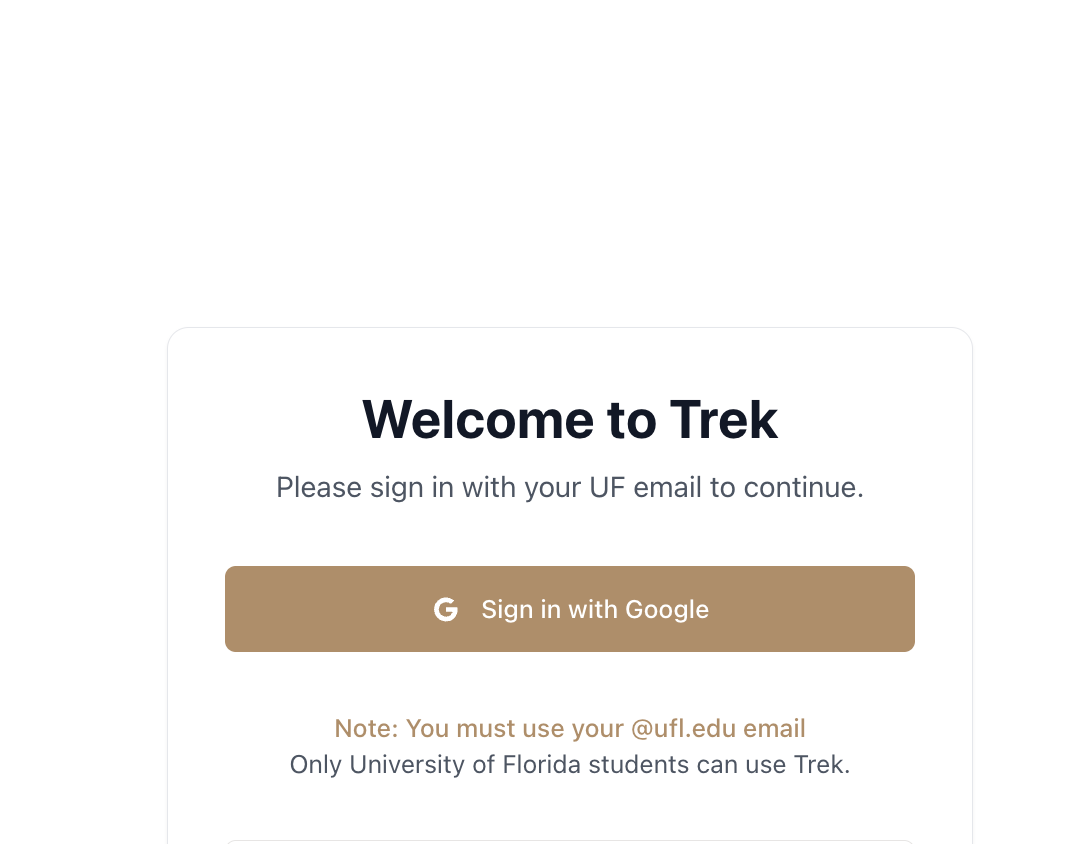 Welcome to Trek
Please sign in with your UF email to continue.
Sign in with Google
Note: You must use your @ufl.edu email
Only University of Florida students can use Trek.